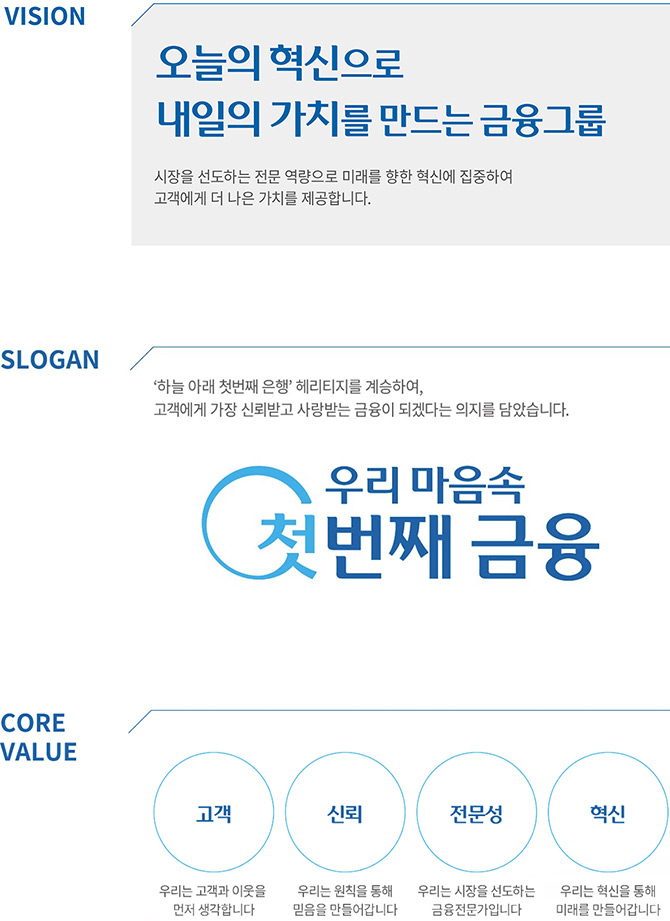 VISION
오늘의 혁신으로
내일의 가치를 만드는 금융그룹
시장을 선도하는 전문 역량으로 미래를 향한 혁신에 집중하여
고객에게 더 나은 가치를 제공합니다.
SLOGAN
‘하늘 아래 첫번째 은행’ 헤리티지를 계승하여,
고객에게 가장 신뢰받고 사랑받는 금융이 되겠다는 의지를 담았습니다.
우리 마음속
첫번째 금융
CORE
VALUE
고객
신뢰
전문성
혁신
우리는 고객과 이웃을
먼저 생각합니다
우리는 원칙을 통해
믿음을 만들어갑니다
우리는 시장을 선도하는
금융전문가입니다
우리는 혁신을 통해
미래를 만들어갑니다